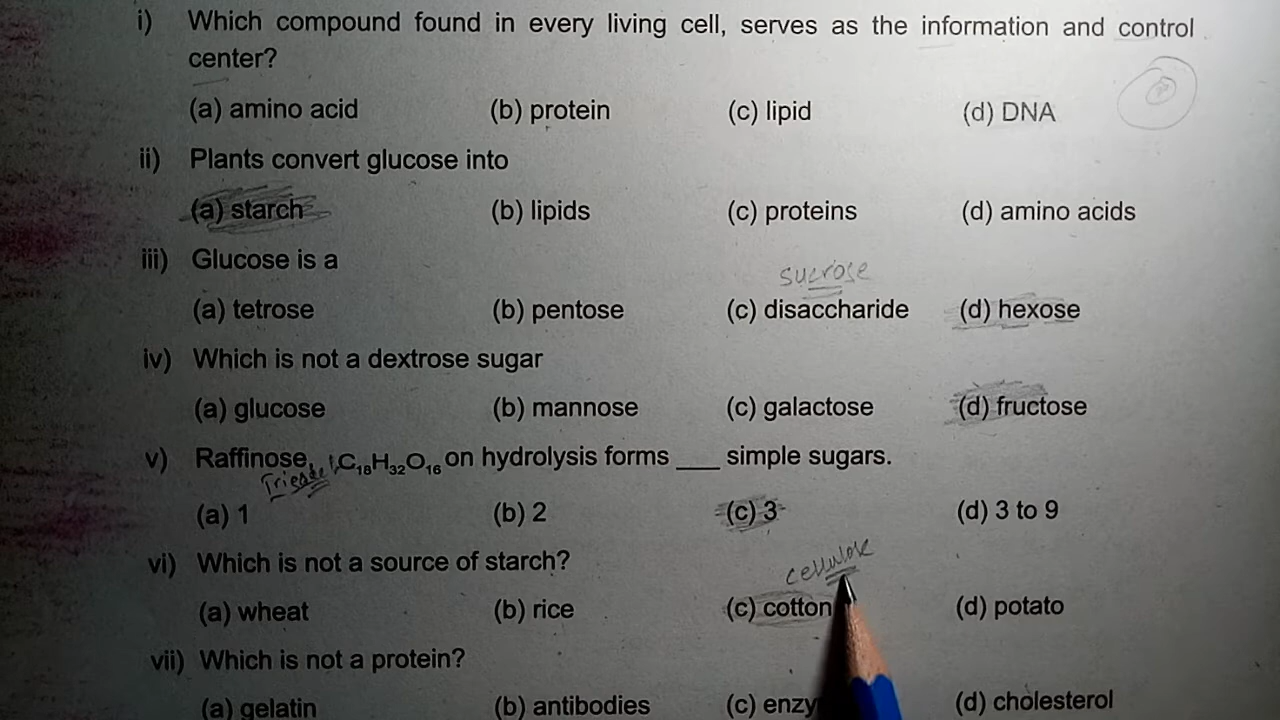 i) Which compound found in every living cell, serves as the information and control
center?
(a) amino acid (b) protein (c) lipid (d) DNA
ii) Plants convert glucose into
(a) starch (b) lipids (c) proteins (d) amino acids
iii) Glucose is a
sucrose
(a) tetrose (b) pentose (c) disaccharide (d) hexose
iv) Which is not a dextrose sugar
(a) glucose (b) mannose (c) galactose (d) fructose
v) Raffinose, C₁₈H₃₂O₁₆ on hydrolysis forms ___ simple sugars.
(a) 1 (b) 2 (c) 3 (d) 3 to 9
vi) Which is not a source of starch?
cellulose
(a) wheat (b) rice (c) cotton (d) potato
vii) Which is not a protein?
(a) gelatin (b) antibodies (c) enzy (d) cholesterol